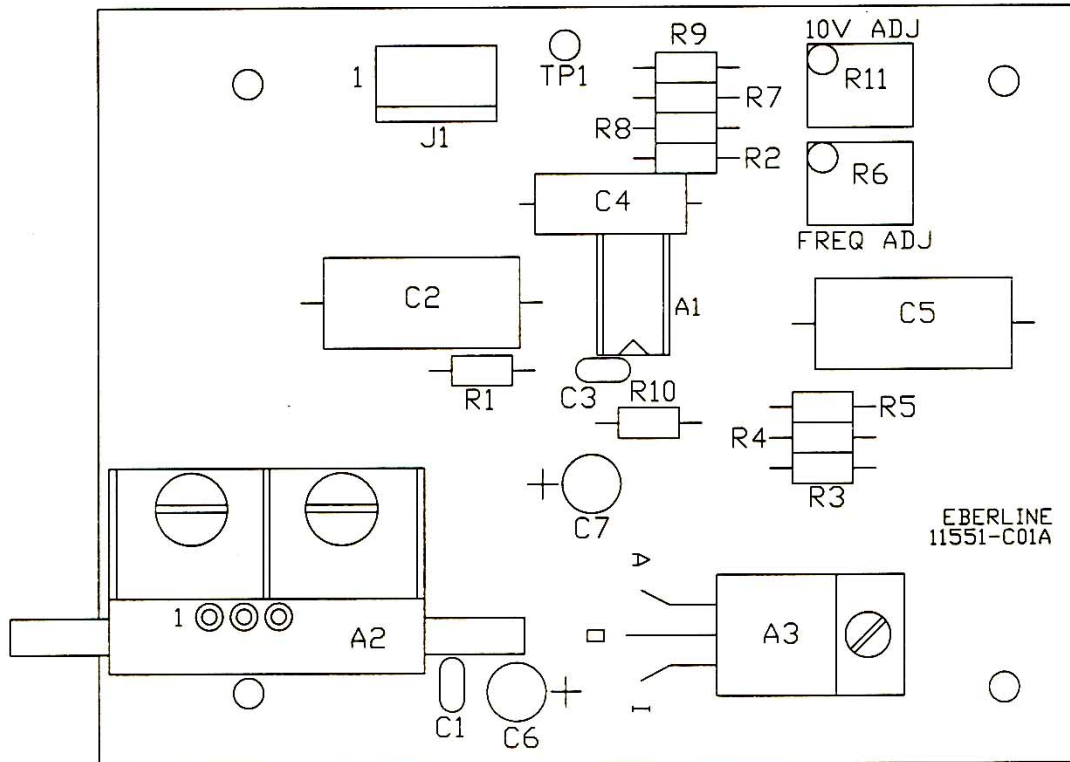 10V ADJ
R9
1
TP1
R11
R7
J1
R8
R2
R6
C4
FREQ ADJ
C2
A1
C5
C3
R10
R1
R5
R4
R3
C7
EBERLINE
11551-C01A
A
1
A2
O
A3
I
C1
C6